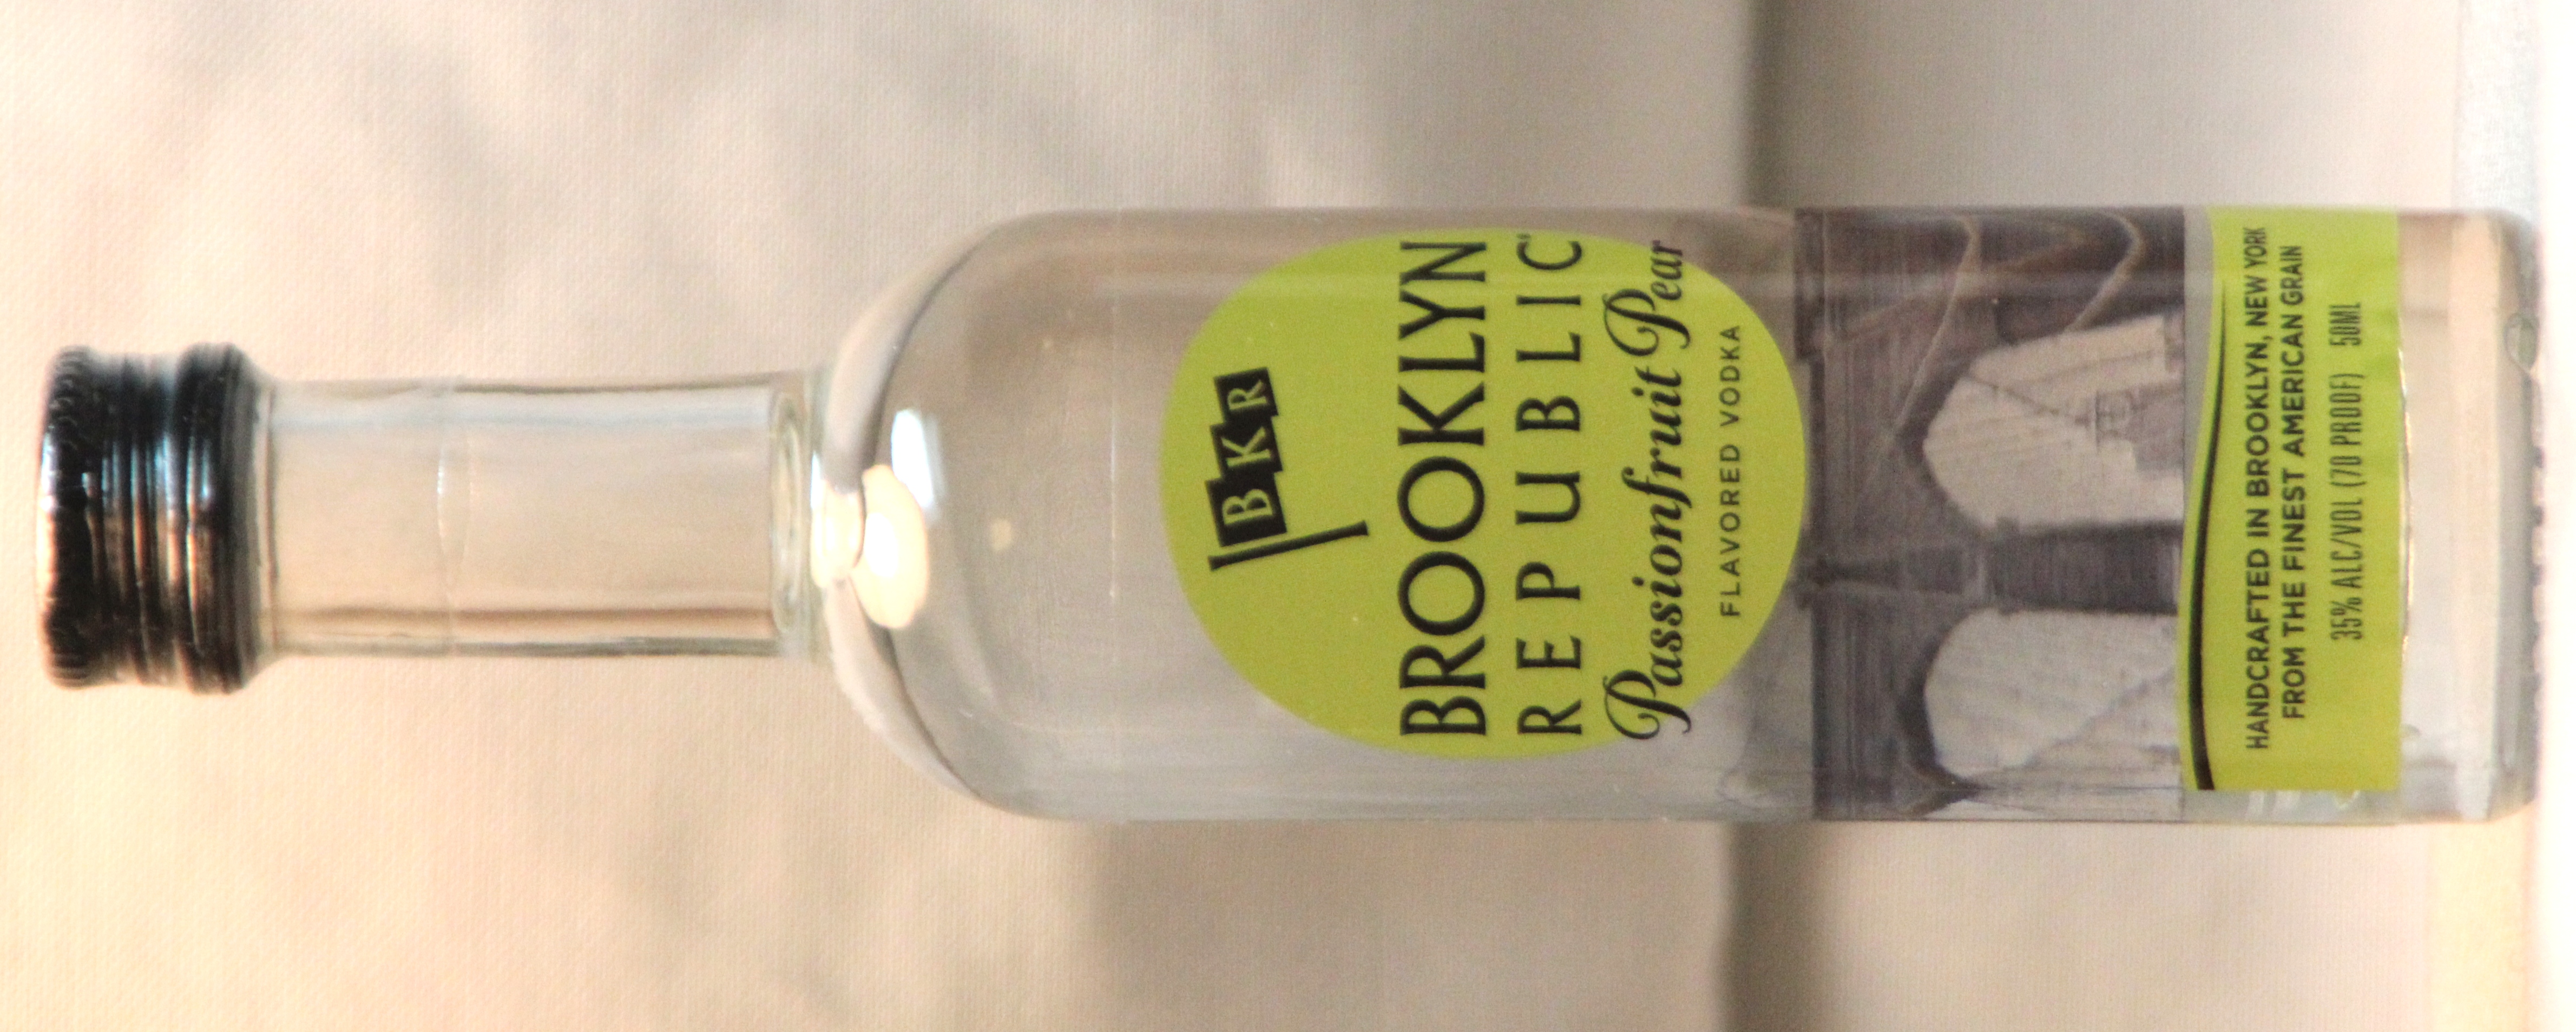 BKR
BROOKLYN
REPUBLIC
Passionfruit Pear
FLAVORED VODKA
HANDCRAFTED IN BROOKLYN, NEW YORK
FROM THE FINEST AMERICAN GRAIN
35% ALC/VOL (70 PROOF) 50ML